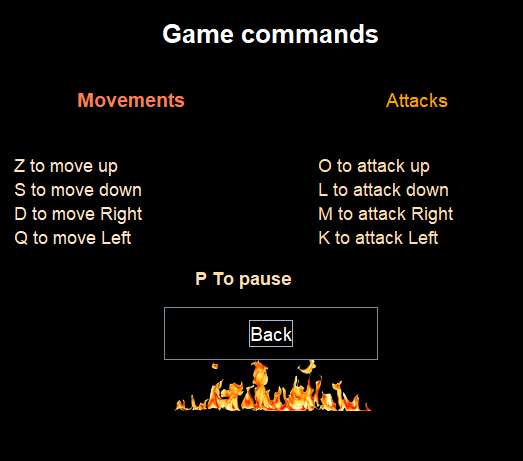 Game commands
Movements
Attacks
Z to move up
S to move down
D to move Right
Q to move Left
O to attack up
L to attack down
M to attack Right
K to attack Left
P To pause
Back